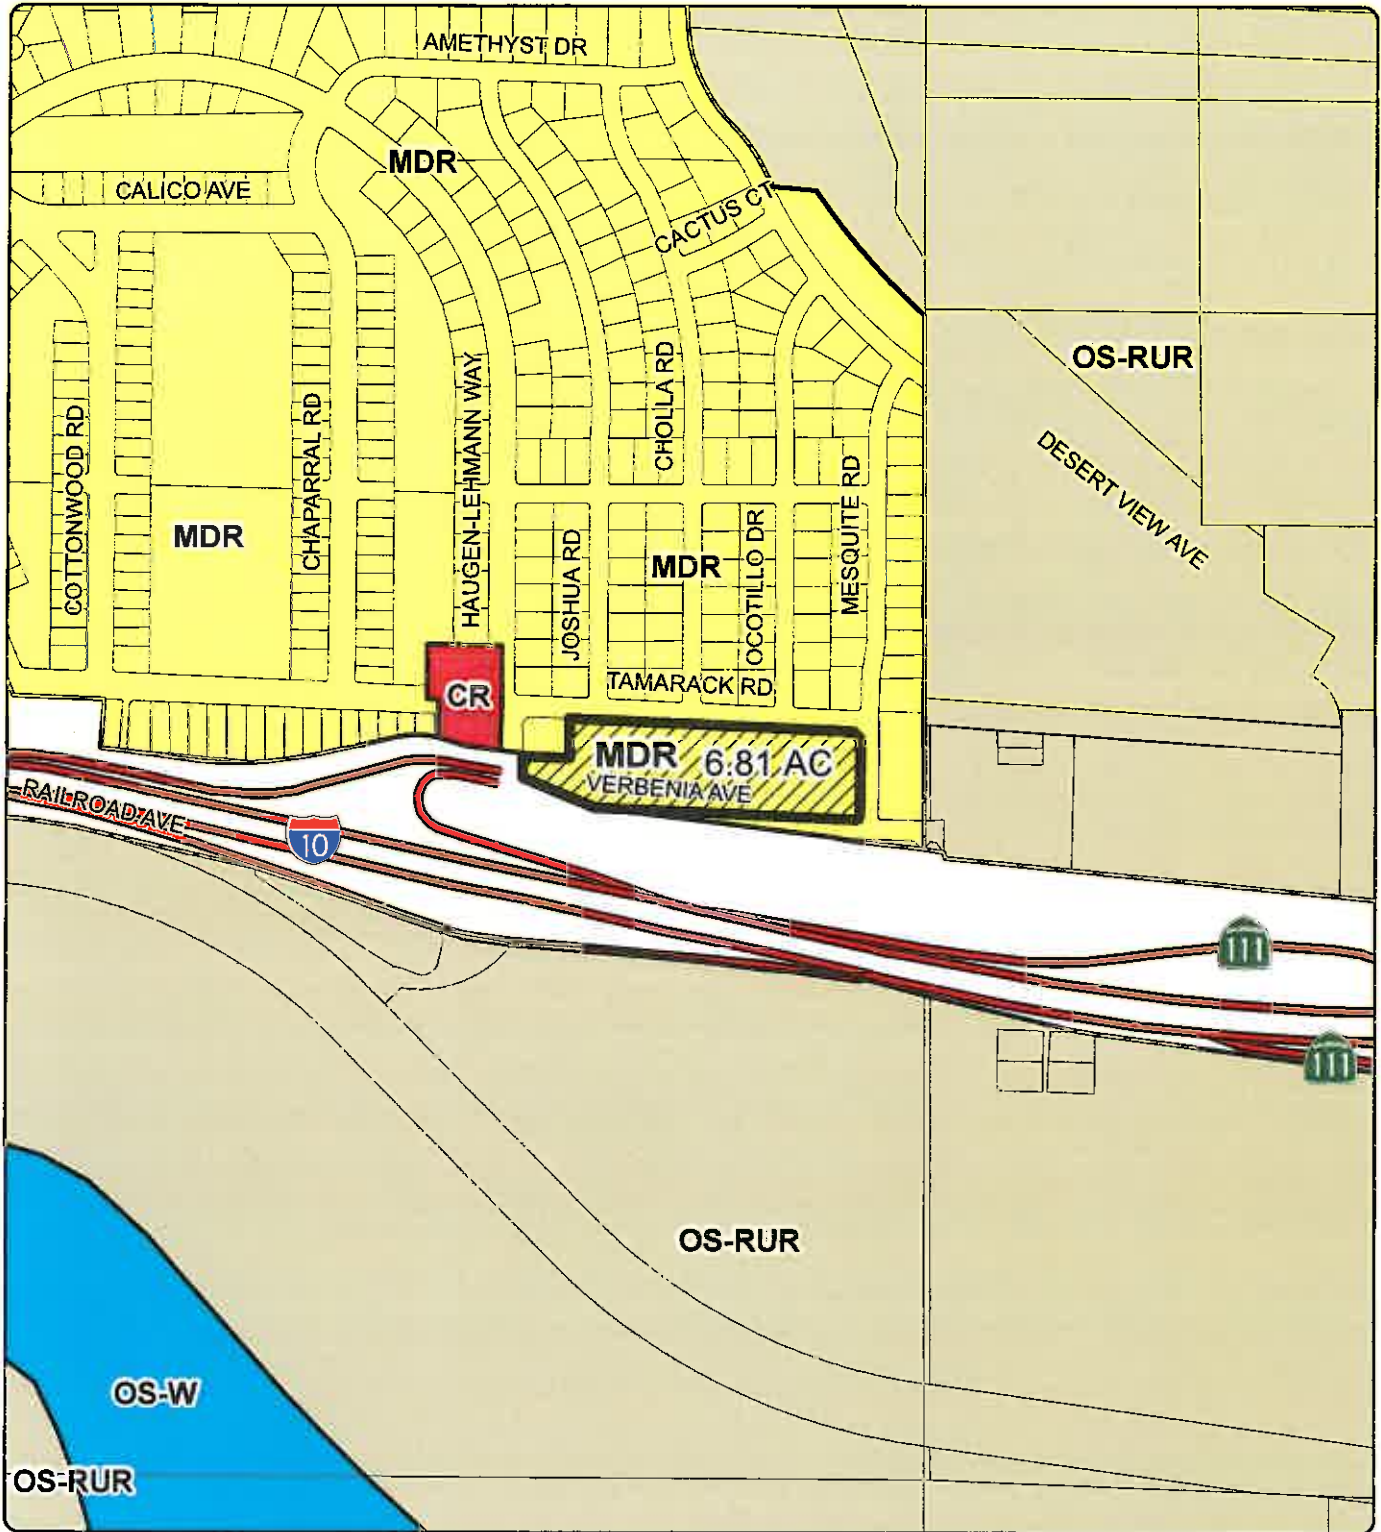 AMETHYST DR
MDR
CALICO AVE
CACTUS CT
OS-RUR
COTTONWOOD RD
CHAPARRAL RD
HAUGEN-LEHMANN WAY
CHOLLA RD
DESERT VIEW AVE
MDR
JOSHUA RD
MDR
OCOTILLO DR
MESQUITE RD
CR
TAMARACK RD
MDR 6.81 AC
VERBENIA AVE
RAILROAD AVE
10
111
111
OS-RUR
OS-W
OS-RUR